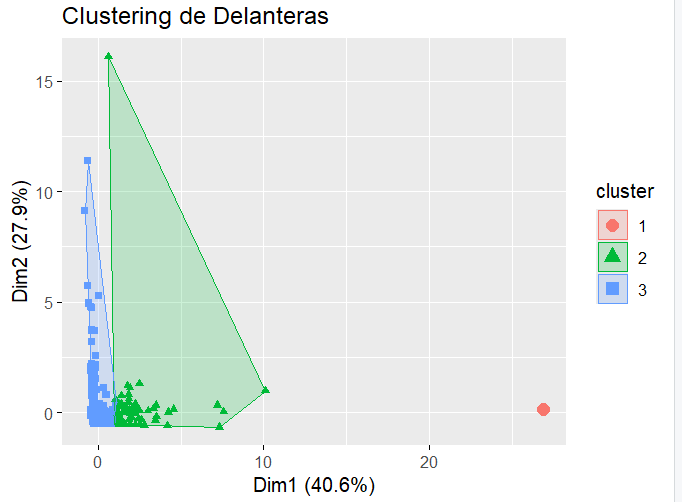 Clustering de Delanteras
15
10
5
0
Dim2 (27.9%)
0
10
20
Dim1 (40.6%)
cluster
1
2
3